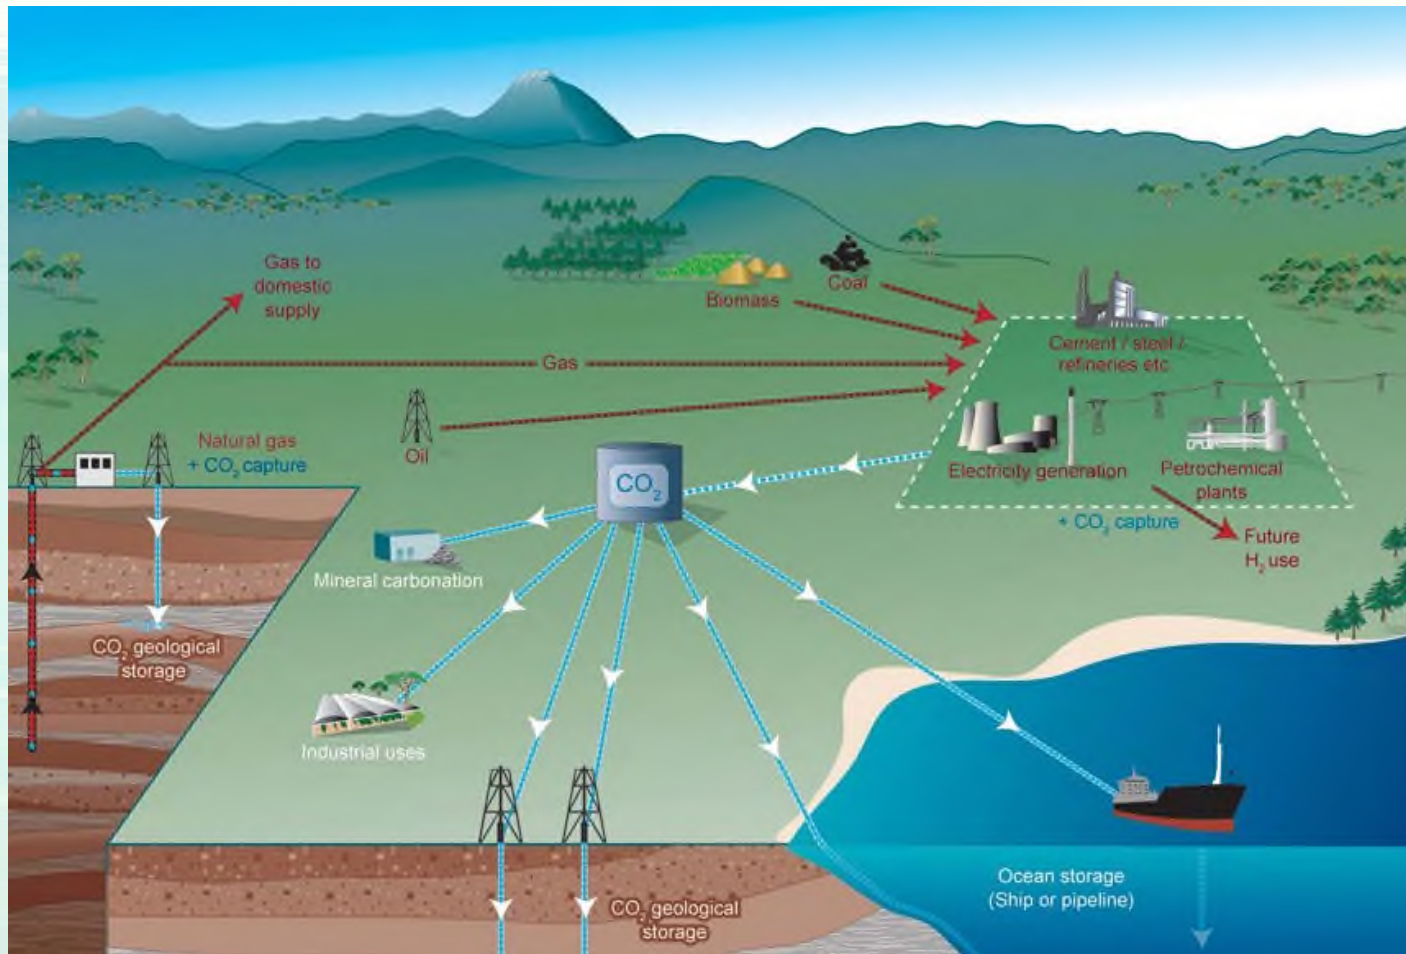 Gas to
domestic
supply
Biomass
Coal
Cement / steel /
refineries etc
Gas
Oil
Natural gas
+ CO₂ capture
Electricity generation
Petrochemical
plants
+ CO₂ capture
Future
H₂ use
CO₂
Mineral carbonation
CO₂ geological
storage
Industrial uses
Ocean storage
(Ship or pipeline)
CO₂ geological
storage